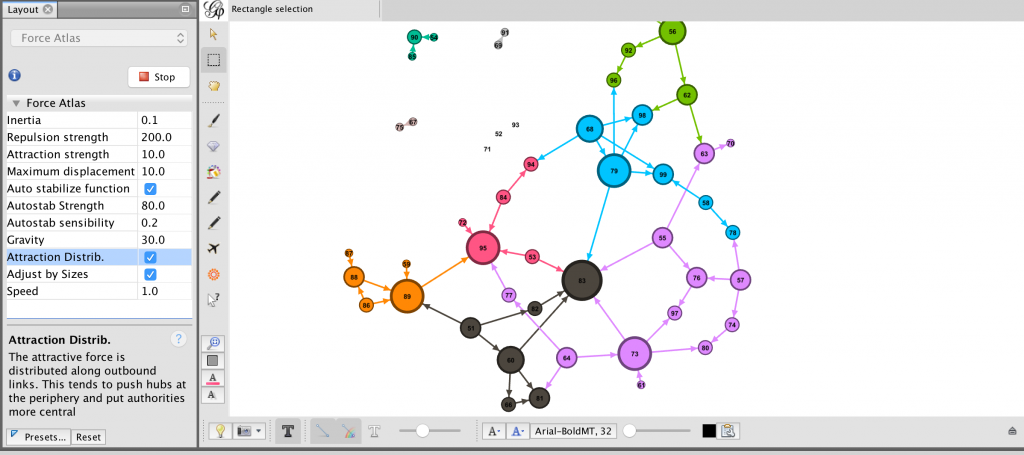 Layout
Rectangle selection
Force Atlas
Stop
Force Atlas
Inertia 0.1
Repulsion strength 200.0
Attraction strength 10.0
Maximum displacement 10.0
Auto stabilize function
Autostab Strength 80.0
Autostab sensibility 0.2
Gravity 30.0
Attraction Distrib.
Adjust by Sizes
Speed 1.0
Attraction Distrib.
?
The attractive force is
distributed along outbound
links. This tends to push hubs at
the periphery and put authorities
more central
Presets... Reset
56
90 54
91
69
92
96
62
98
68
75 67
93
52
71
63 70
79
99
94
84
58
72
78
95
55
53
87
88
59
83
76 57
86
89
77
82
97
74
51
80
60
64
73
61
81
66
T T A- A- Arial-BoldMT, 32